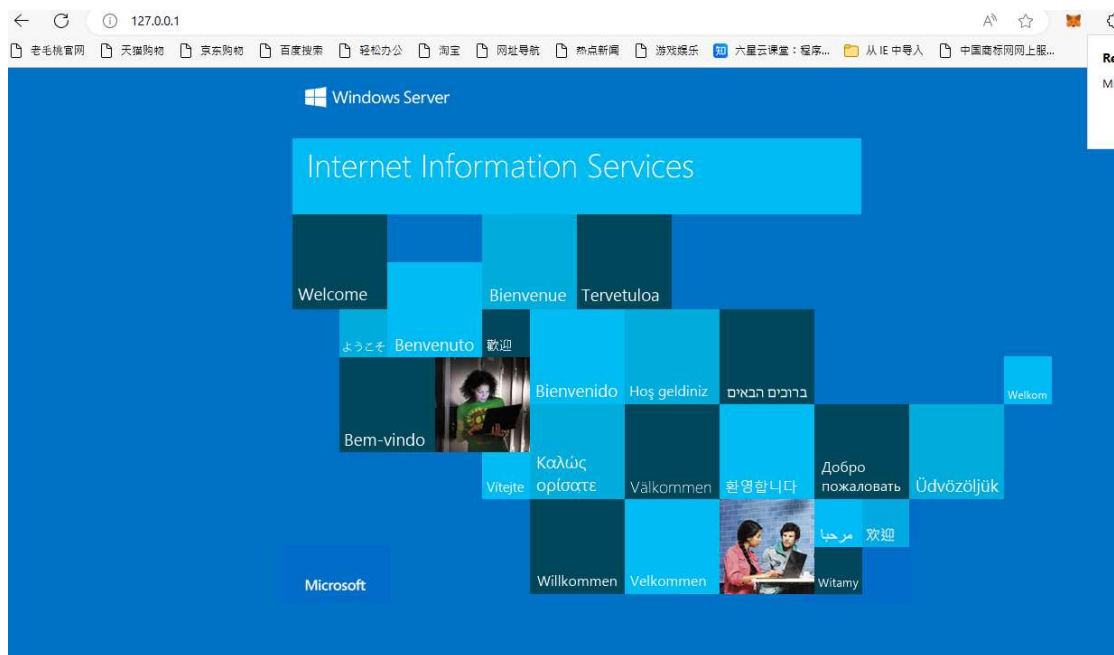 127.0.0.1
老毛桃官网 天猫购物 京东购物 百度搜索 轻松办公 淘宝 网址导航 热点新闻 游戏娱乐 知 六星云课堂：程序... 从 IE 中导入 中国商标网网上服...
Windows Server
Internet Information Services
Welcome
Bienvenue
Tervetuloa
ようこそ
Benvenuto
歡迎
Bienvenido
Hoş geldiniz
ברוכים הבאים
Welkom
Bem-vindo
Vítejte
Καλώς
ορίσατε
Välkommen
환영합니다
Добро
пожаловать
Üdvözöljük
مرحبا
欢迎
Microsoft
Willkommen
Velkommen
Witamy